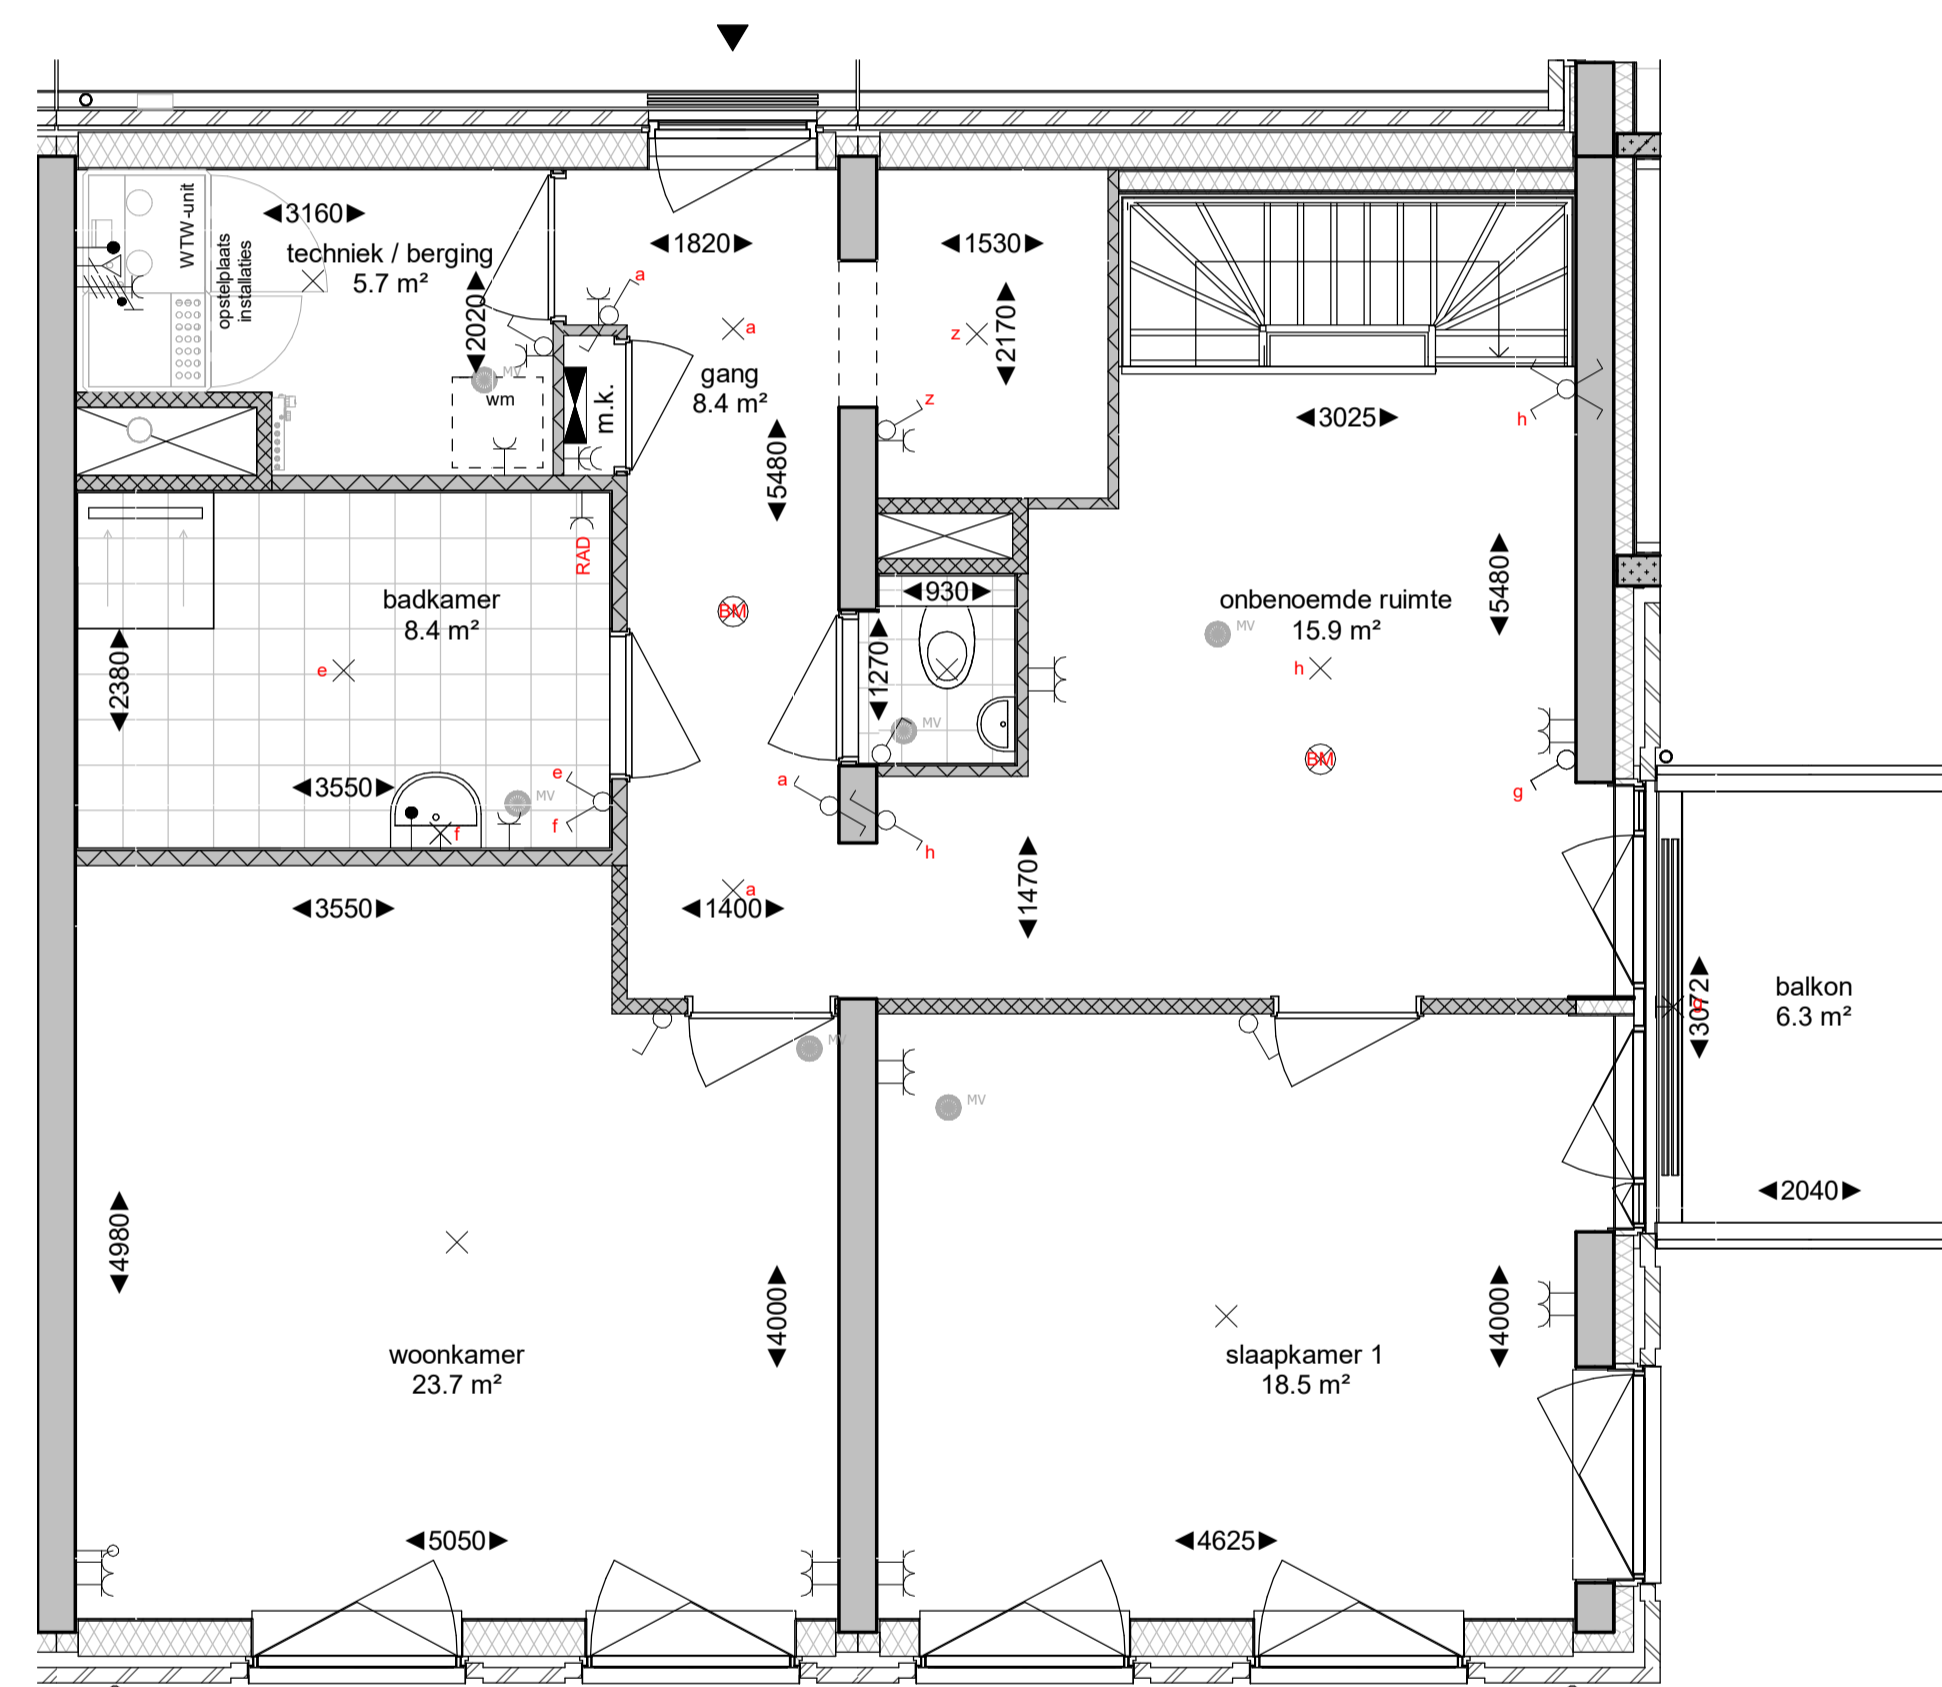 3160
WTW-unit
opstelplaats
installaties
techniek / berging
5.7 m²
2020
1820
1530
a
a
z
2170
MV
wm
m.k.
gang
8.4 m²
z
3025
h
5480
RAD
badkamer
8.4 m²
BM
930
1270
onbenoemde ruimte
15.9 m²
MV
5480
2380
e
h
MV
BM
3550
e
f
MV
f
a
h
g
3550
a
1400
1470
MV
MV
3072
g
balkon
6.3 m²
2040
4980
4000
4000
woonkamer
23.7 m²
slaapkamer 1
18.5 m²
5050
4625